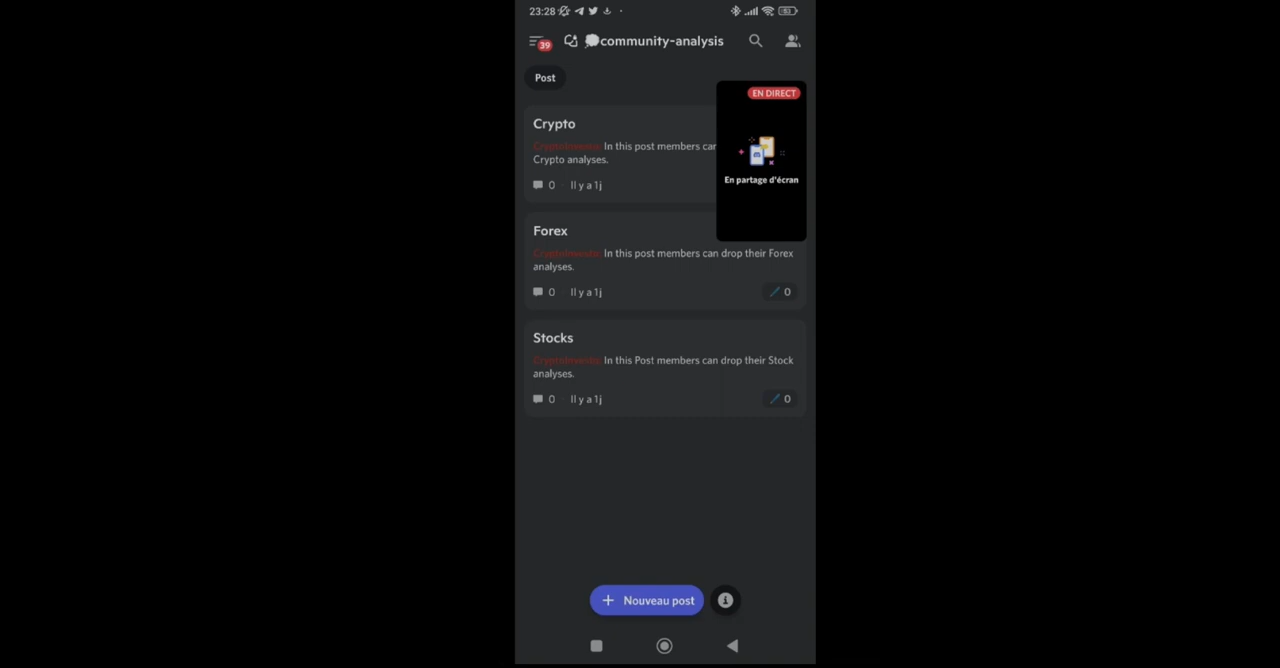 23:28
39
community-analysis
Post
EN DIRECT
En partage d'écran
Crypto
In this post members can
Crypto analyses.
0 · Il y a 1j
Forex
In this post members can drop their Forex
analyses.
0 · Il y a 1j
0
Stocks
In this Post members can drop their Stock
analyses.
0 · Il y a 1j
0
+ Nouveau post